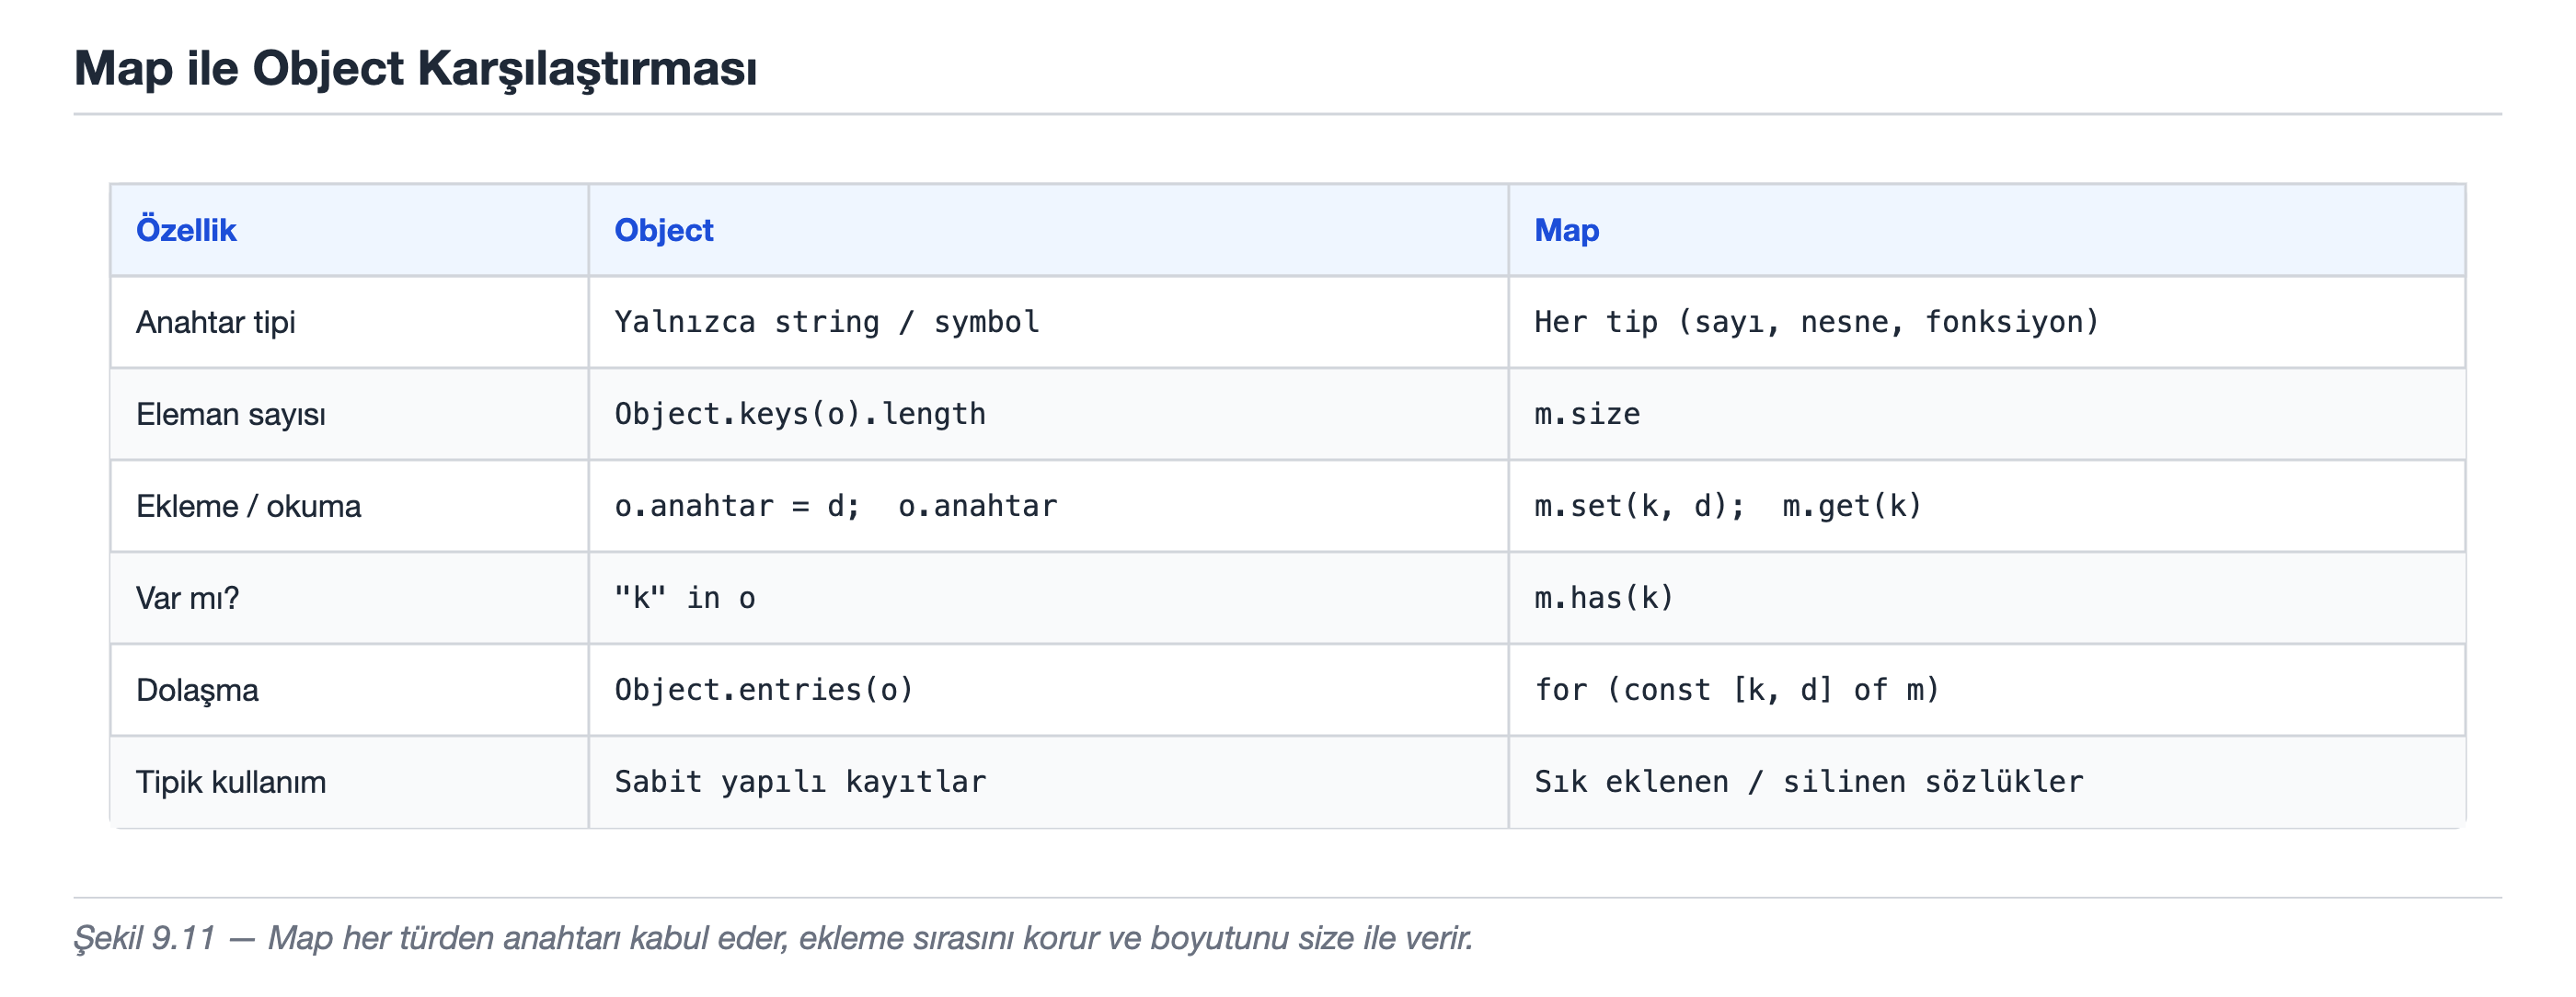 Map ile Object Karşılaştırması
Özellik Object Map
Anahtar tipi Yalnızca string / symbol Her tip (sayı, nesne, fonksiyon)
Eleman sayısı Object.keys(o).length m.size
Ekleme / okuma o.anahtar = d;  o.anahtar m.set(k, d);  m.get(k)
Var mı? "k" in o m.has(k)
Dolaşma Object.entries(o) for (const [k, d] of m)
Tipik kullanım Sabit yapılı kayıtlar Sık eklenen / silinen sözlükler
Şekil 9.11 — Map her türden anahtarı kabul eder, ekleme sırasını korur ve boyutunu size ile verir.